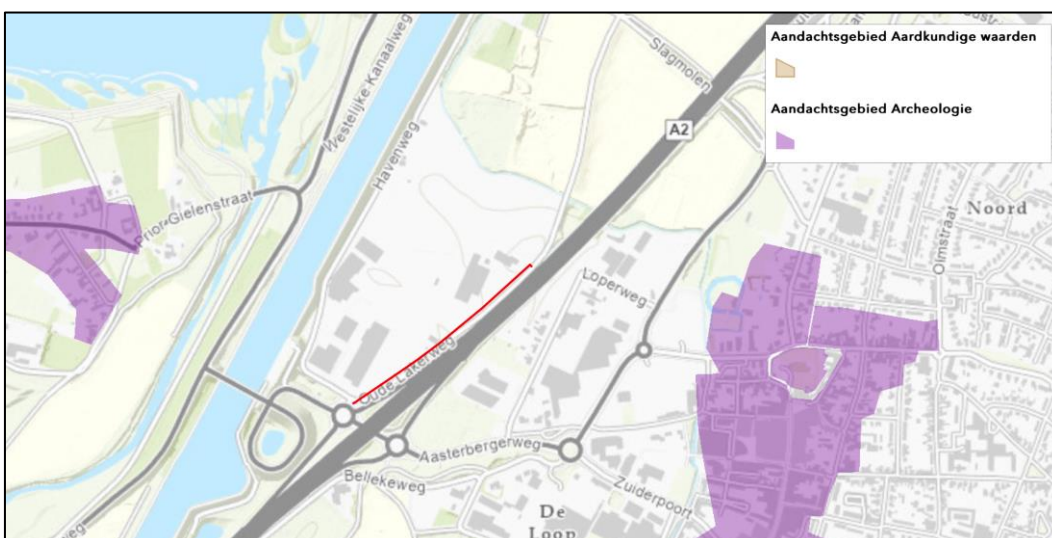 Aandachtsgebied Aardkundige waarden
Aandachtsgebied Archeologie
Slagmolen
A2
Westelijke Kanaalweg
Havenweg
Prior Gielenstraat
Noord
Olmstraat
Loperweg
Oude Lakerweg
Aasterbergerweg
Bellekeweg
Zuiderpoort
De
Loop